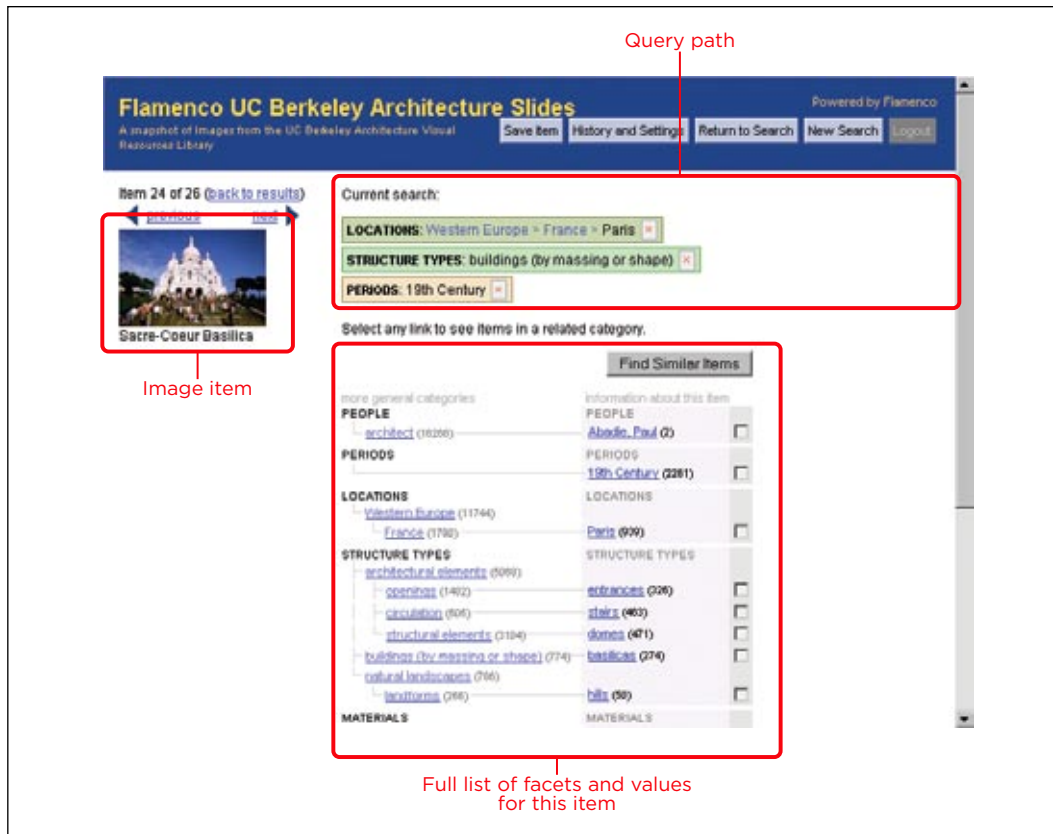 Query path
Flamenco UC Berkeley Architecture Slides
Powered by Flamenco
A snapshot of Images from the UC Berkeley Architecture Visual
Resources Library
Save Item History and Settings Return to Search New Search Logout
Item 24 of 26 (back to results)
previous next
Sacre-Coeur Basilica
Image item
Current search:
LOCATIONS: Western Europe > France > Paris
STRUCTURE TYPES: buildings (by massing or shape)
PERIODS: 19th Century
Select any link to see items in a related category.
Find Similar Items
more general categories information about this item
PEOPLE PEOPLE
architect Abadie, Paul (2)
PERIODS PERIODS
19th Century (2261)
LOCATIONS LOCATIONS
Western Europe (11744)
France Paris (939)
STRUCTURE TYPES STRUCTURE TYPES
architectural elements
openings (1402) entrances (326)
circulation stairs (463)
structural elements domes (471)
buildings (by massing or shape) (774) basilicas (274)
natural landscapes
landforms (266) hills (50)
MATERIALS MATERIALS
Full list of facets and values
for this item